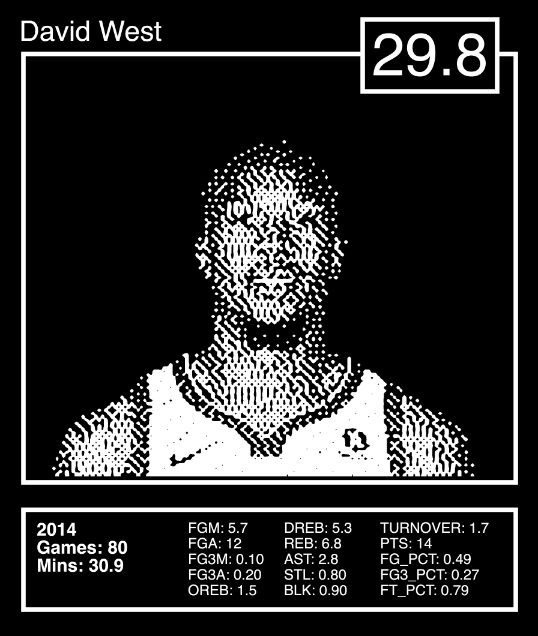 David West
29.8
2014
Games: 80
Mins: 30.9
FGM: 5.7
FGA: 12
FG3M: 0.10
FG3A: 0.20
OREB: 1.5
DREB: 5.3
REB: 6.8
AST: 2.8
STL: 0.80
BLK: 0.90
TURNOVER: 1.7
PTS: 14
FG_PCT: 0.49
FG3_PCT: 0.27
FT_PCT: 0.79